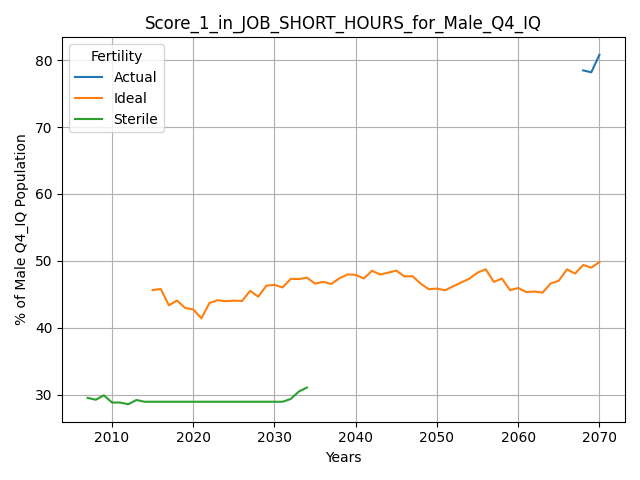 Score_1_in_JOB_SHORT_HOURS_for_Male_Q4_IQ
% of Male Q4_IQ Population
80
70
60
50
40
30
Fertility
Actual
Ideal
Sterile
2010 2020 2030 2040 2050 2060 2070
Years